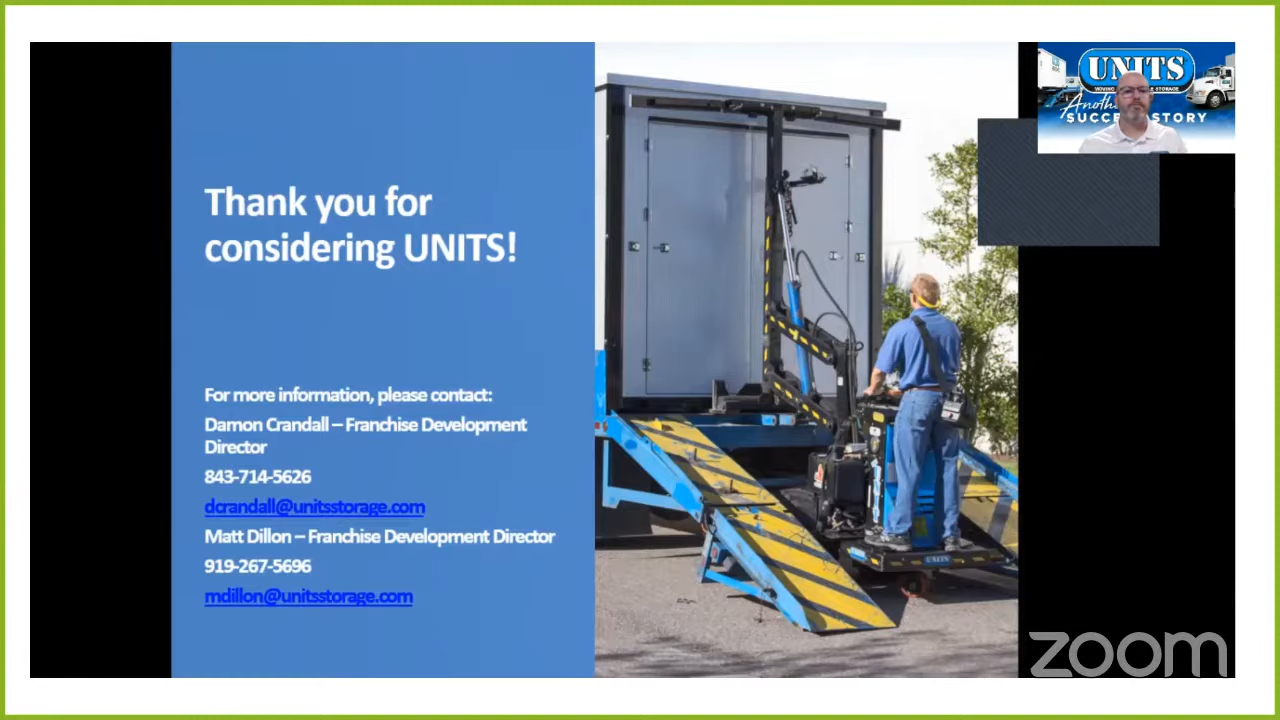 Thank you for
considering UNITS!
For more information, please contact:
Damon Crandall – Franchise Development
Director
843-714-5626
dcrandall@unitsstorage.com
Matt Dillon – Franchise Development Director
919-267-5696
mdillon@unitsstorage.com
UNITS
UNITS
STORY
zoom